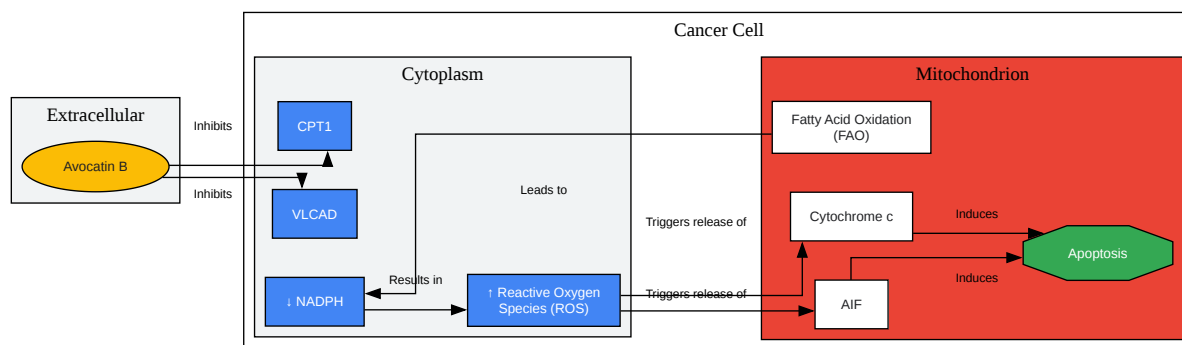 Cancer Cell
Cytoplasm
Mitochondrion
Extracellular
CPT1
Fatty Acid Oxidation
(FAO)
Inhibits
Avocatin B
Inhibits
Leads to
VLCAD
Triggers release of
Cytochrome c
Induces
Apoptosis
Results in
Induces
↓ NADPH
↑ Reactive Oxygen
Species (ROS)
Triggers release of
AIF